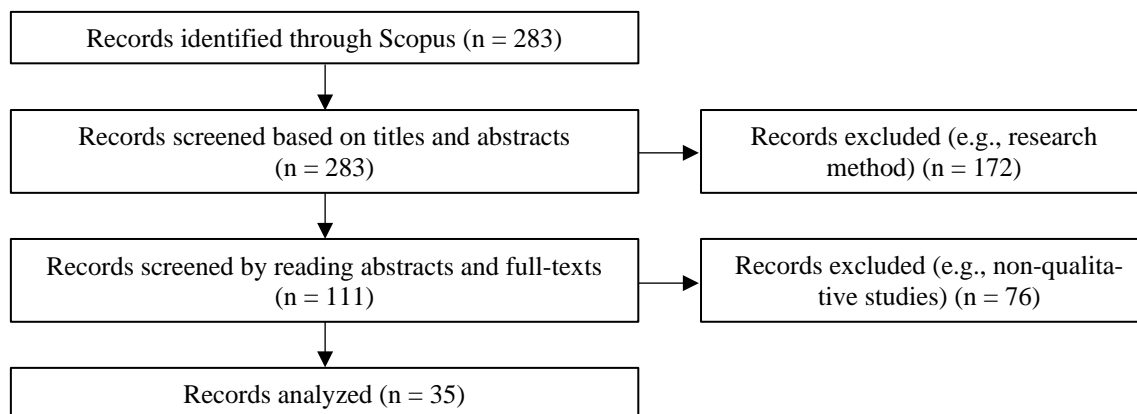 Records identified through Scopus (n = 283)
Records screened based on titles and abstracts
(n = 283)
Records excluded (e.g., research
method) (n = 172)
Records screened by reading abstracts and full-texts
(n = 111)
Records excluded (e.g., non-qualita-
tive studies) (n = 76)
Records analyzed (n = 35)